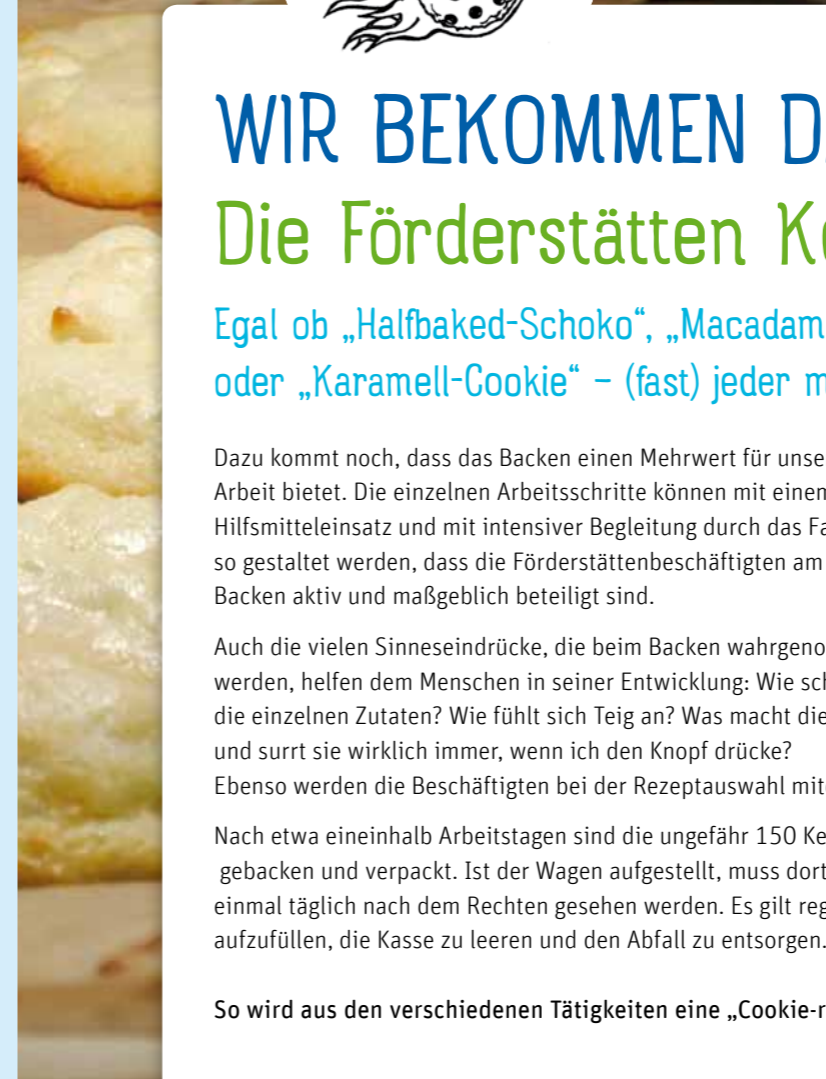 WIR BEKOMMEN D
Die Förderstätten K
Egal ob „Halfbaked-Schoko“, „Macadam
oder „Karamell-Cookie“ – (fast) jeder m
Dazu kommt noch, dass das Backen einen Mehrwert für unse
Arbeit bietet. Die einzelnen Arbeitsschritte können mit einem
Hilfsmitteleinsatz und mit intensiver Begleitung durch das Fa
so gestaltet werden, dass die Förderstättenbeschäftigten am
Backen aktiv und maßgeblich beteiligt sind.
Auch die vielen Sinneseindrücke, die beim Backen wahrgeno
werden, helfen dem Menschen in seiner Entwicklung: Wie sch
die einzelnen Zutaten? Wie fühlt sich Teig an? Was macht die
und surrt sie wirklich immer, wenn ich den Knopf drücke?
Ebenso werden die Beschäftigten bei der Rezeptauswahl mit
Nach etwa eineinhalb Arbeitstagen sind die ungefähr 150 Ke
gebacken und verpackt. Ist der Wagen aufgestellt, muss dort
einmal täglich nach dem Rechten gesehen werden. Es gilt reg
aufzufüllen, die Kasse zu leeren und den Abfall zu entsorgen.
So wird aus den verschiedenen Tätigkeiten eine „Cookie-r